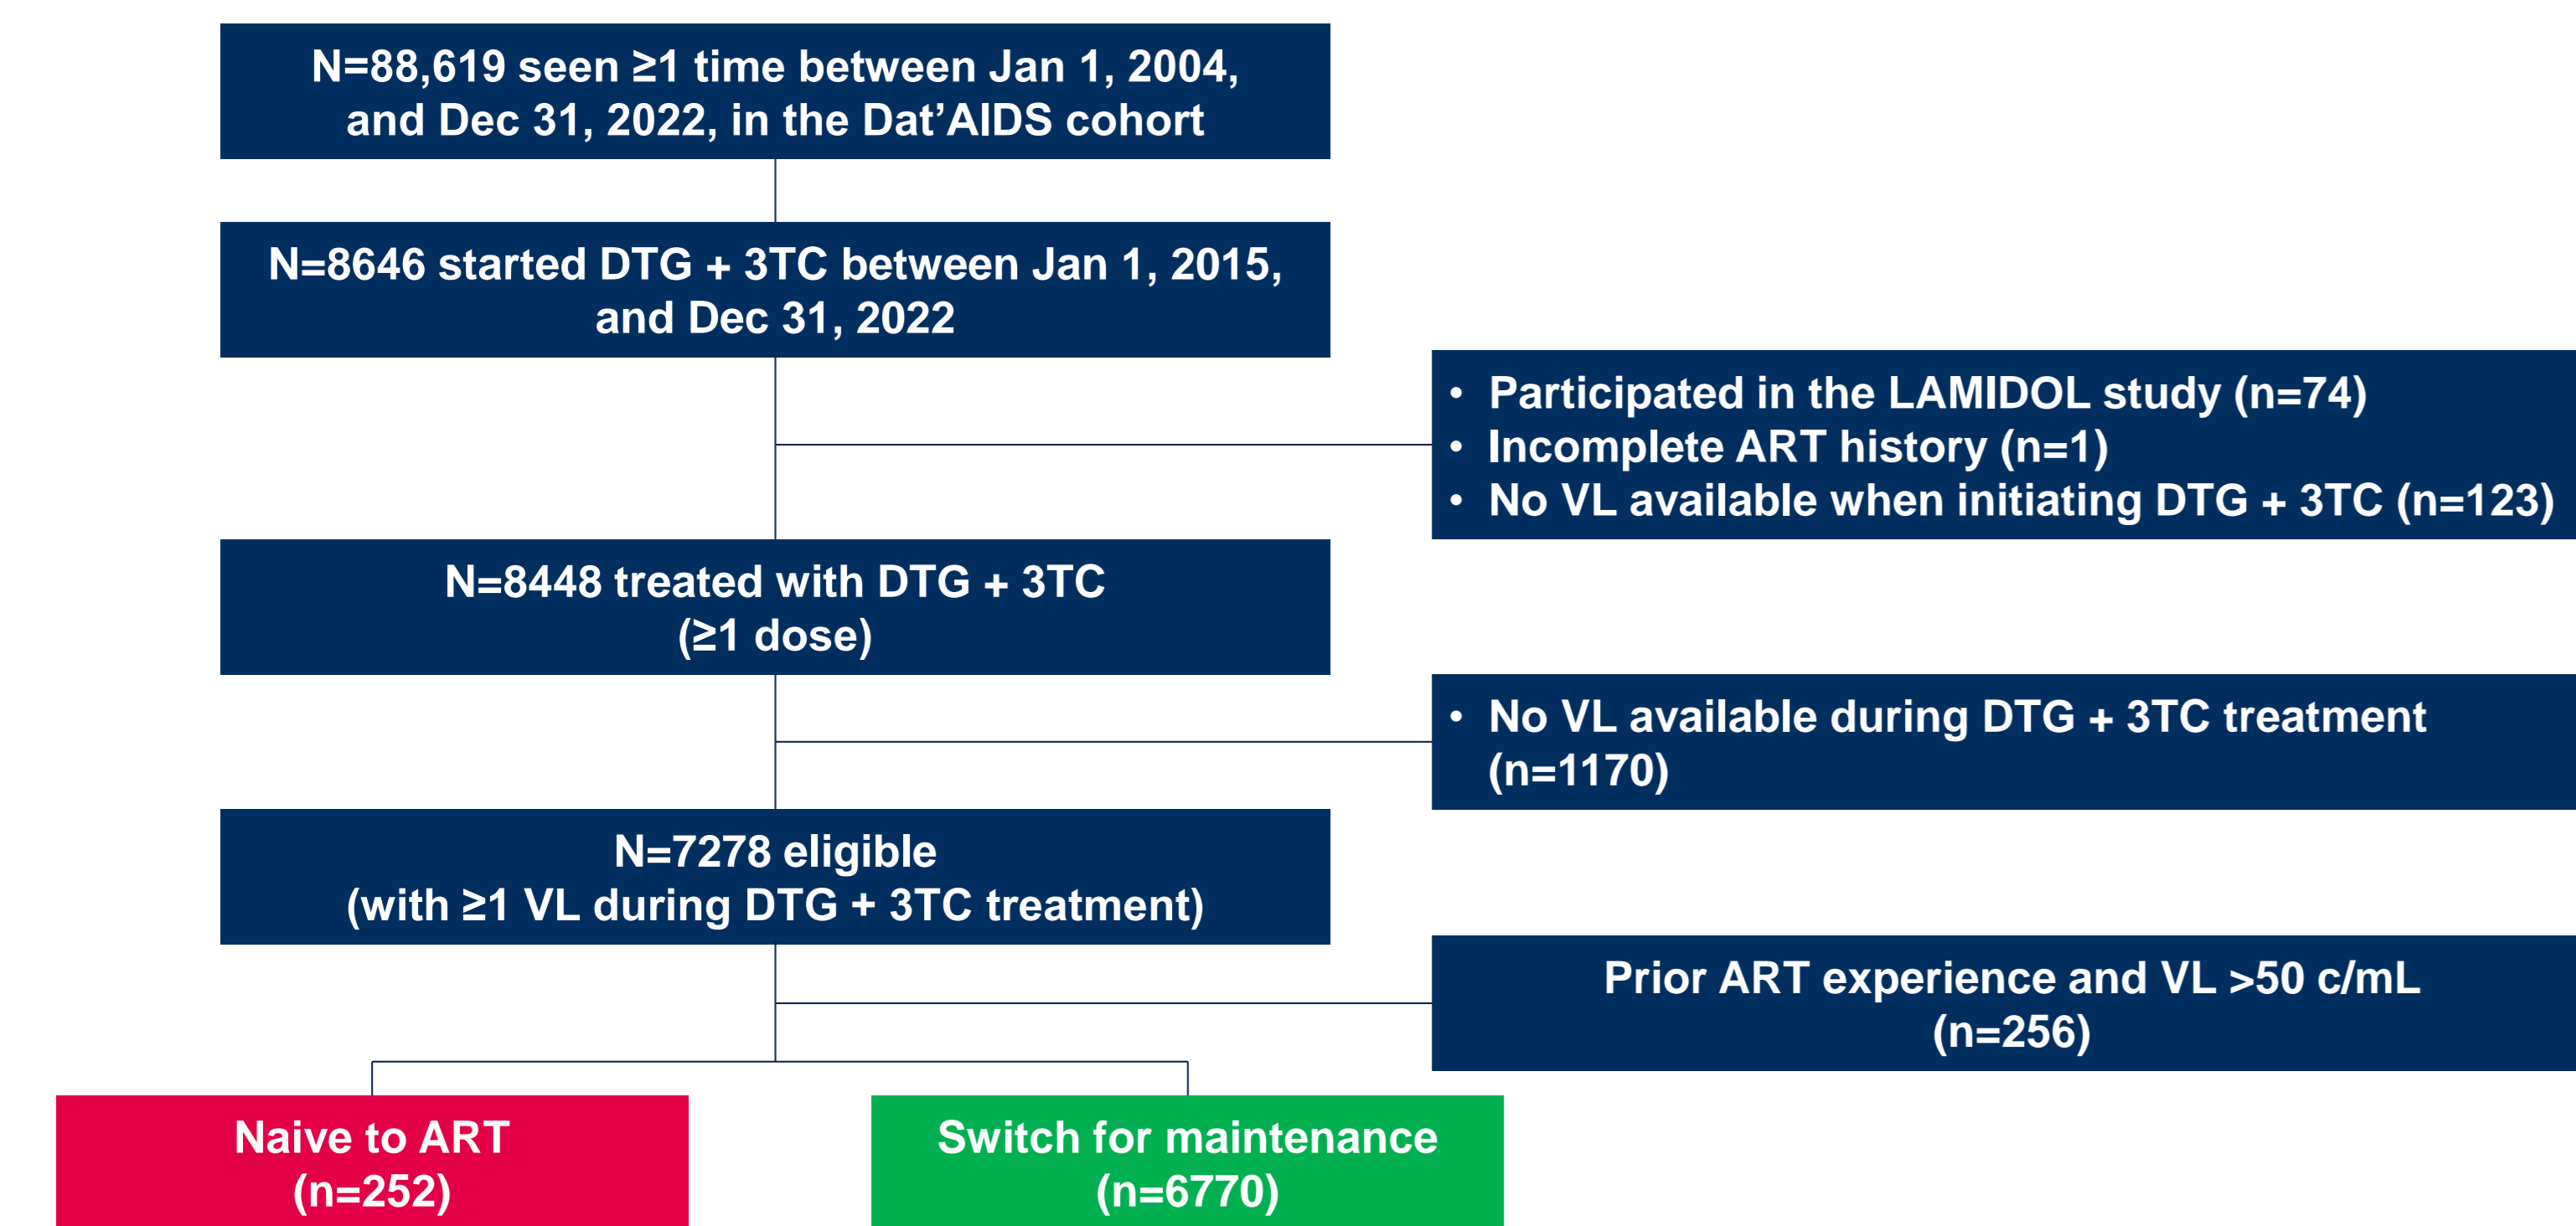 N=88,619 seen ≥1 time between Jan 1, 2004,
and Dec 31, 2022, in the Dat’AIDS cohort
N=8646 started DTG + 3TC between Jan 1, 2015,
and Dec 31, 2022
• Participated in the LAMIDOL study (n=74)
• Incomplete ART history (n=1)
• No VL available when initiating DTG + 3TC (n=123)
N=8448 treated with DTG + 3TC
(≥1 dose)
• No VL available during DTG + 3TC treatment
(n=1170)
N=7278 eligible
(with ≥1 VL during DTG + 3TC treatment)
Prior ART experience and VL >50 c/mL
(n=256)
Naive to ART
(n=252)
Switch for maintenance
(n=6770)